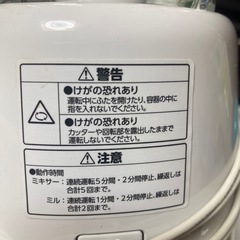 警告
●けがの恐れあり
運転中にふたを開けたり、容器の中に
指を入れないでください。
●けがの恐れあり
カッターや回転部を露出したままで
運転しないでください。
注意
●動作時間
ミキサー：連続運転5分間・2分間停止、繰返しは
合計5回まで。
ミル：連続運転1分間・2分間停止、繰返しは
合計2回まで。